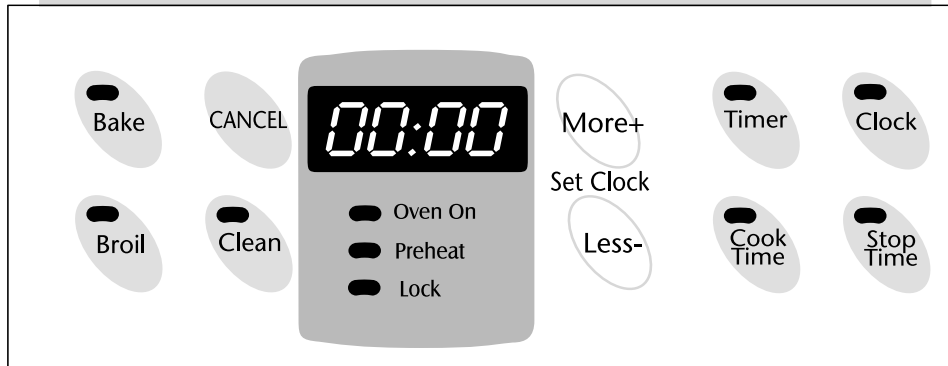 Bake
CANCEL
00:00
More+
Timer
Clock
Set Clock
Broil
Clean
Oven On
Preheat
Lock
Less-
Cook
Time
Stop
Time